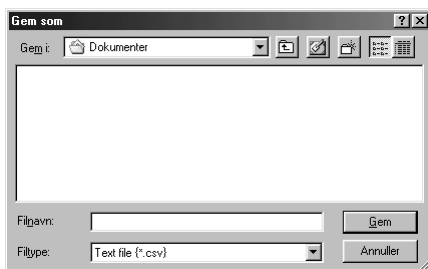 Gem som
Gem i: Dokumenter
Filnavn: Gem
Filtype: Text file {*.csv} Annuller